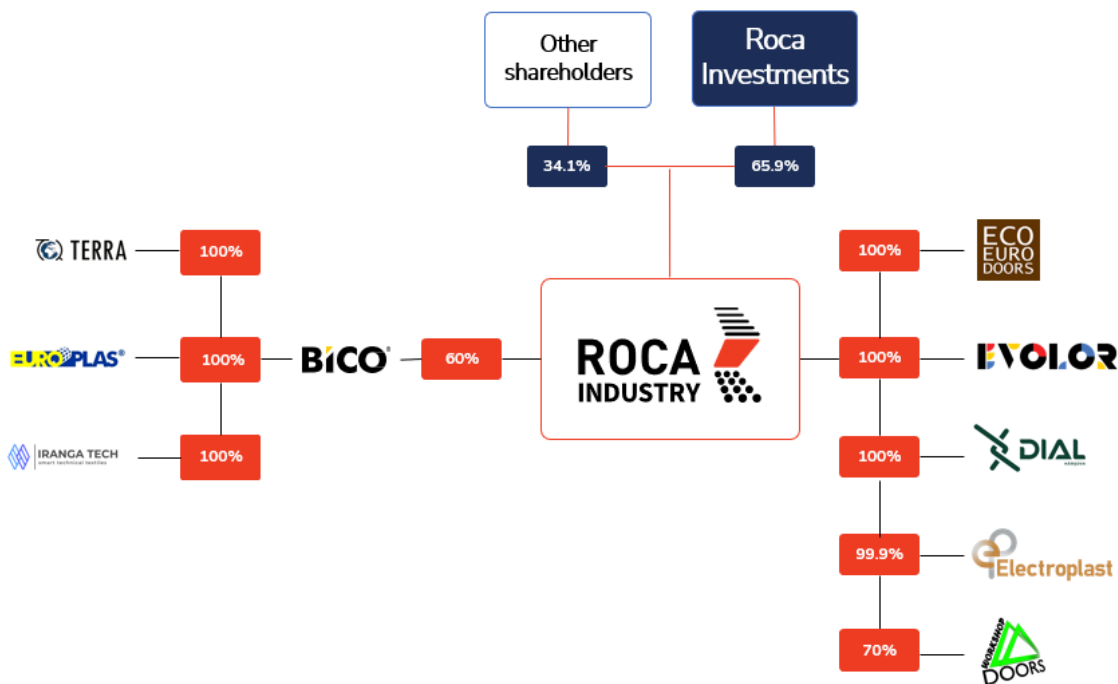 Other
shareholders
Roca
Investments
34.1%
65.9%
TERRA
100%
100%
ECO
EURO
DOORS
EUROPLAS®
100%
BICO®
60%
ROCA
INDUSTRY
100%
EVOLOR
IRANGA TECH
smart technical textiles
100%
100%
DIAL
99.9%
ep
Electroplast
70%
WORKSHOP
DOORS